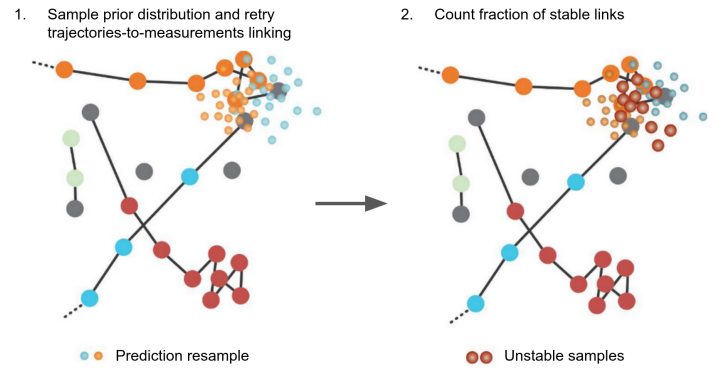 1. Sample prior distribution and retry
trajectories-to-measurements linking
2. Count fraction of stable links
Prediction resample
Unstable samples